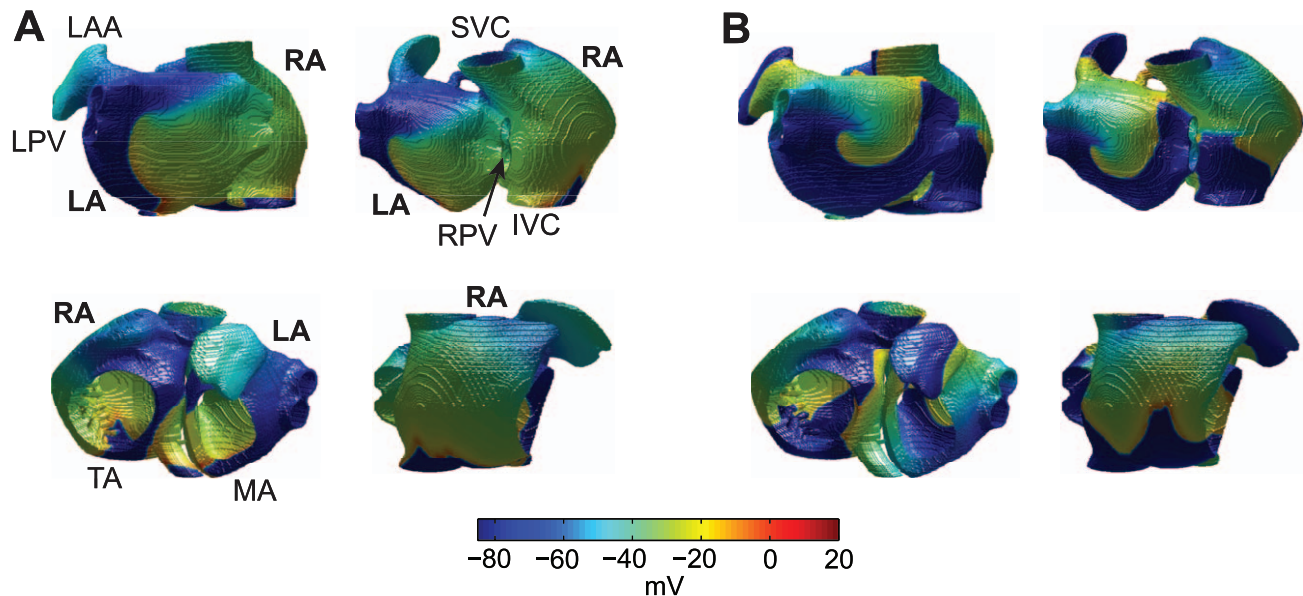 A
LAA
SVC
B
RA
RA
LPV
LA
LA
RPV
IVC
RA
RA
LA
TA
MA
−80 −60 −40 −20 0 20
mV